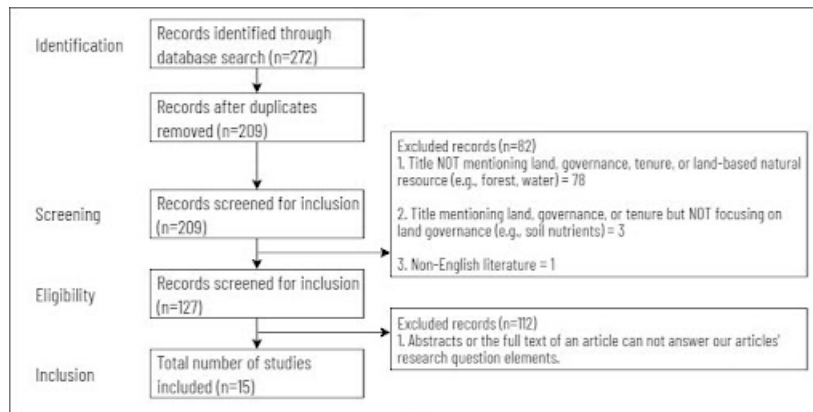 Identification
Records identified through
database search (n=272)
Records after duplicates
removed (n=209)
Excluded records (n=82)
1. Title NOT mentioning land, governance, tenure, or land-based natural
resource (e.g., forest, water) = 78
2. Title mentioning land, governance, or tenure but NOT focusing on
land governance (e.g., soil nutrients) = 3
3. Non-English literature = 1
Screening
Records screened for inclusion
(n=209)
Eligibility
Records screened for inclusion
(n=127)
Excluded records (n=112)
1. Abstracts or the full text of an article can not answer our articles'
research question elements.
Inclusion
Total number of studies
included (n=15)